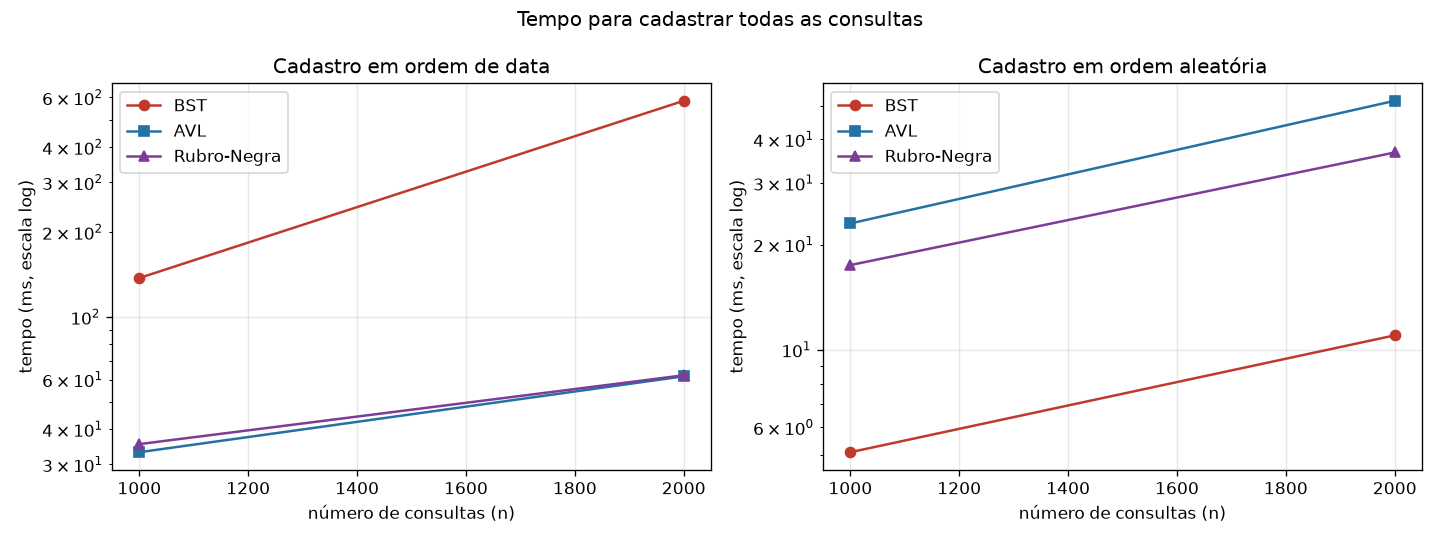 Tempo para cadastrar todas as consultas
Cadastro em ordem de data
BST
AVL
Rubro-Negra
6 × 10²
4 × 10²
3 × 10²
2 × 10²
10²
6 × 10¹
4 × 10¹
3 × 10¹
tempo (ms, escala log)
1000 1200 1400 1600 1800 2000
número de consultas (n)
Cadastro em ordem aleatória
BST
AVL
Rubro-Negra
4 × 10¹
3 × 10¹
2 × 10¹
10¹
6 × 10⁰
tempo (ms, escala log)
1000 1200 1400 1600 1800 2000
número de consultas (n)